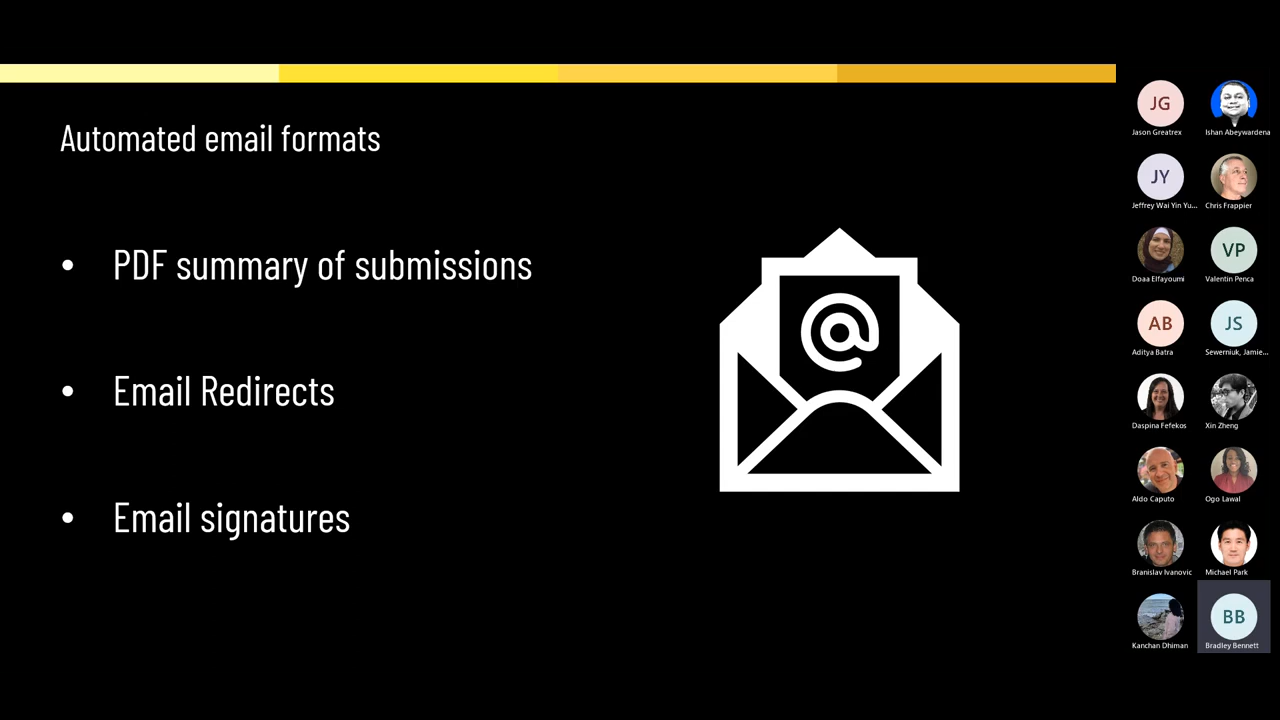 Automated email formats
• PDF summary of submissions
• Email Redirects
• Email signatures
@
JG
Jason Greatrex
Ishan Abeywardena
JY
Jeffrey Wai Yin Yu...
Chris Frappier
Doaa Elfayoumi
VP
Valentin Penca
AB
Aditya Batra
JS
Sewerniuk, Jamie...
Daspina Fefekos
Xin Zheng
Aldo Caputo
Ogo Lawal
Branislav Ivanovic
Michael Park
Kanchan Dhiman
BB
Bradley Bennett